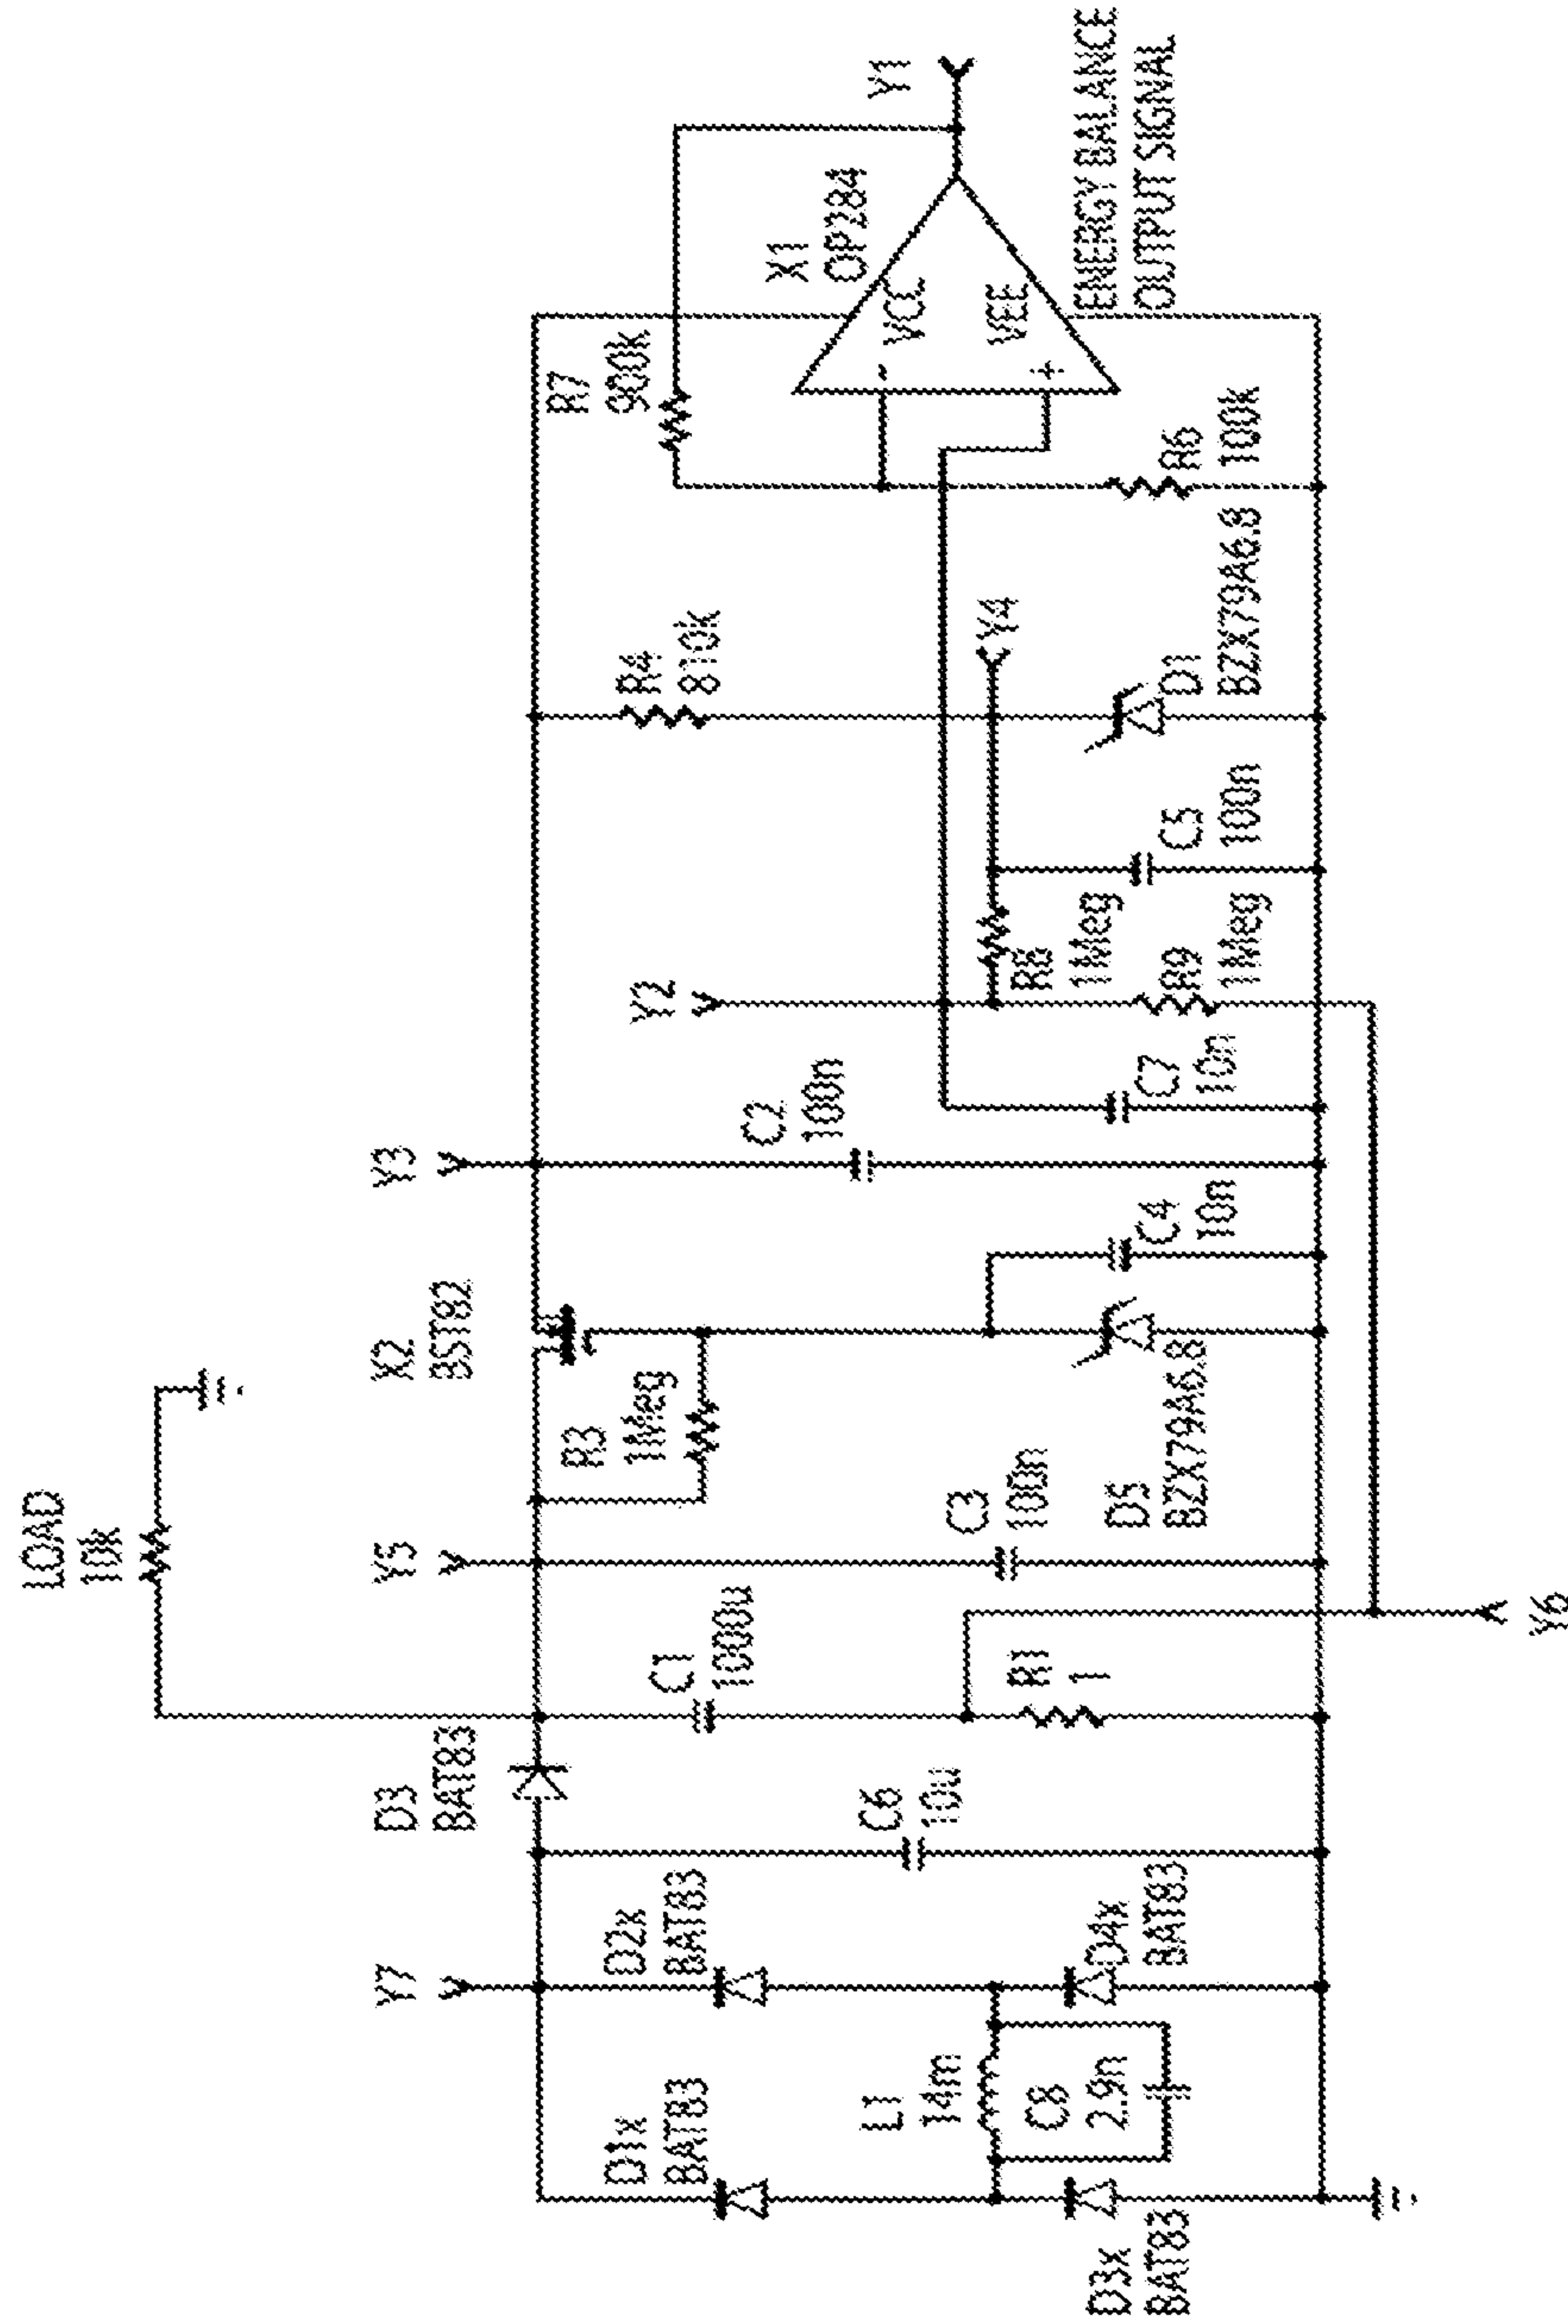 LOAD
10k
Y7
D3
BAT83
Y5
X2
BST82
Y3
D1x
BAT83
D2x
BAT83
C1
1000u
R3
1Meg
Y2
R4
810k
R7
900k
L1
14m
C6
10u
C3
100n
C2
100n
X1
OP284
Y1
VCC
-
VEE
+
Y4
C8
2.9n
R1
1
R8
1Meg
D3x
BAT83
D4x
BAT83
D5
BZX79A6.8
C4
10n
C7
10n
R9
1Meg
C5
100n
D1
BZX79A6.8
R6
100k
ENERGY BALANCE
OUTPUT SIGNAL
Y6